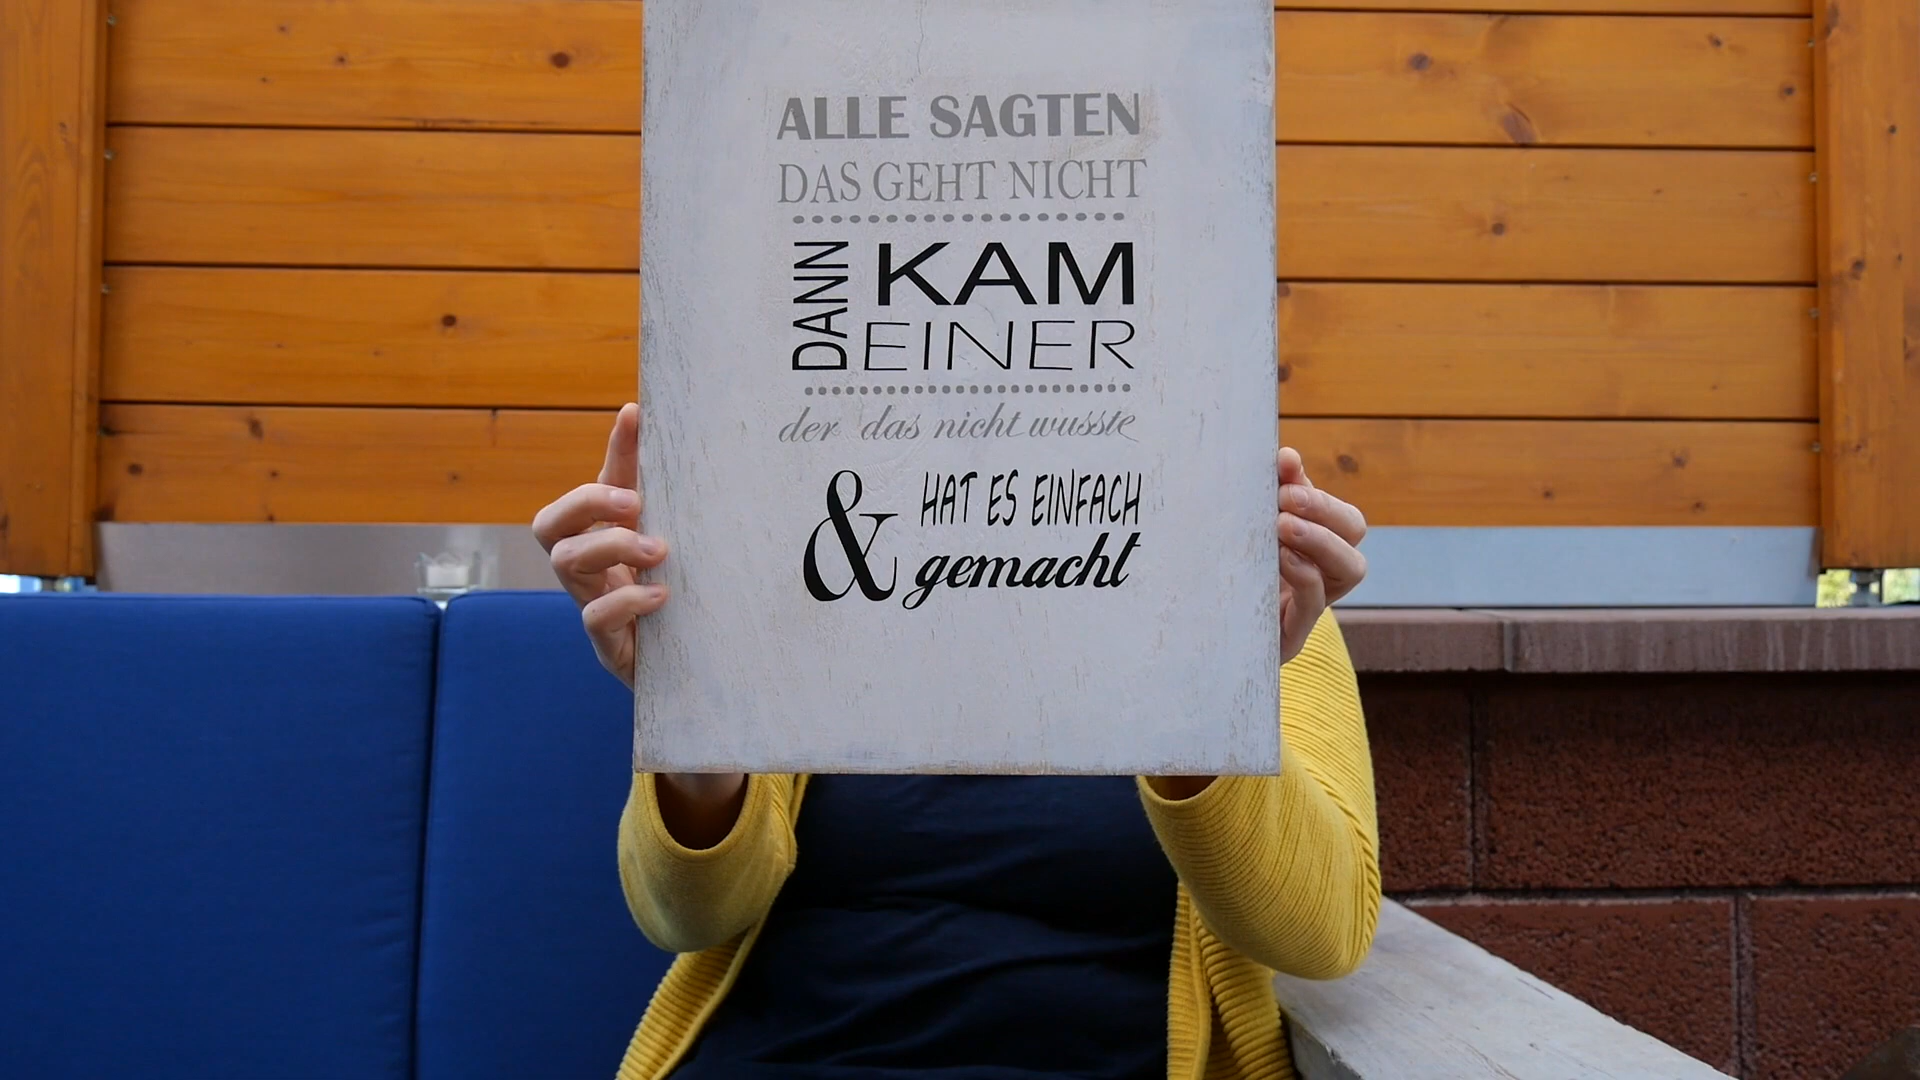 ALLE SAGTEN
DAS GEHT NICHT
DANN
KAM
EINER
der das nicht wusste
& HAT ES EINFACH
gemacht